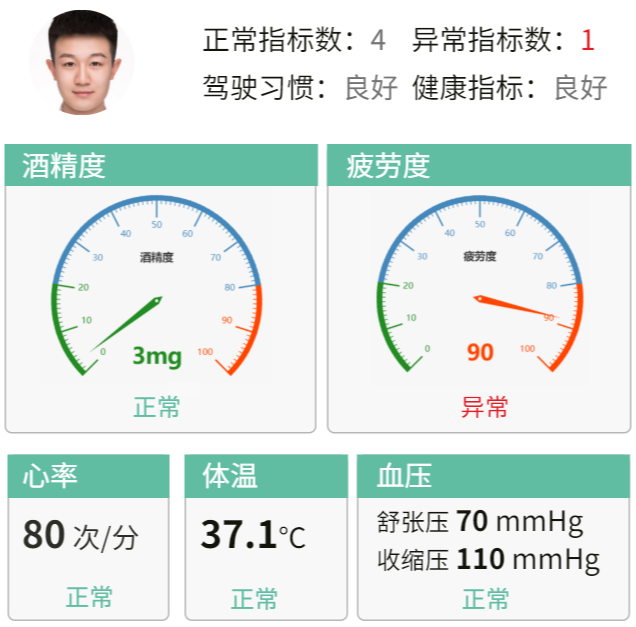 正常指标数：4 异常指标数：1
驾驶习惯：良好 健康指标：良好
酒精度
疲劳度
0 10 20 30 40 50 60 70 80 90 100
酒精度
3mg
正常
0 10 20 30 40 50 60 70 80 90 100
疲劳度
90
异常
心率
80 次/分
正常
体温
37.1℃
正常
血压
舒张压 70 mmHg
收缩压 110 mmHg
正常